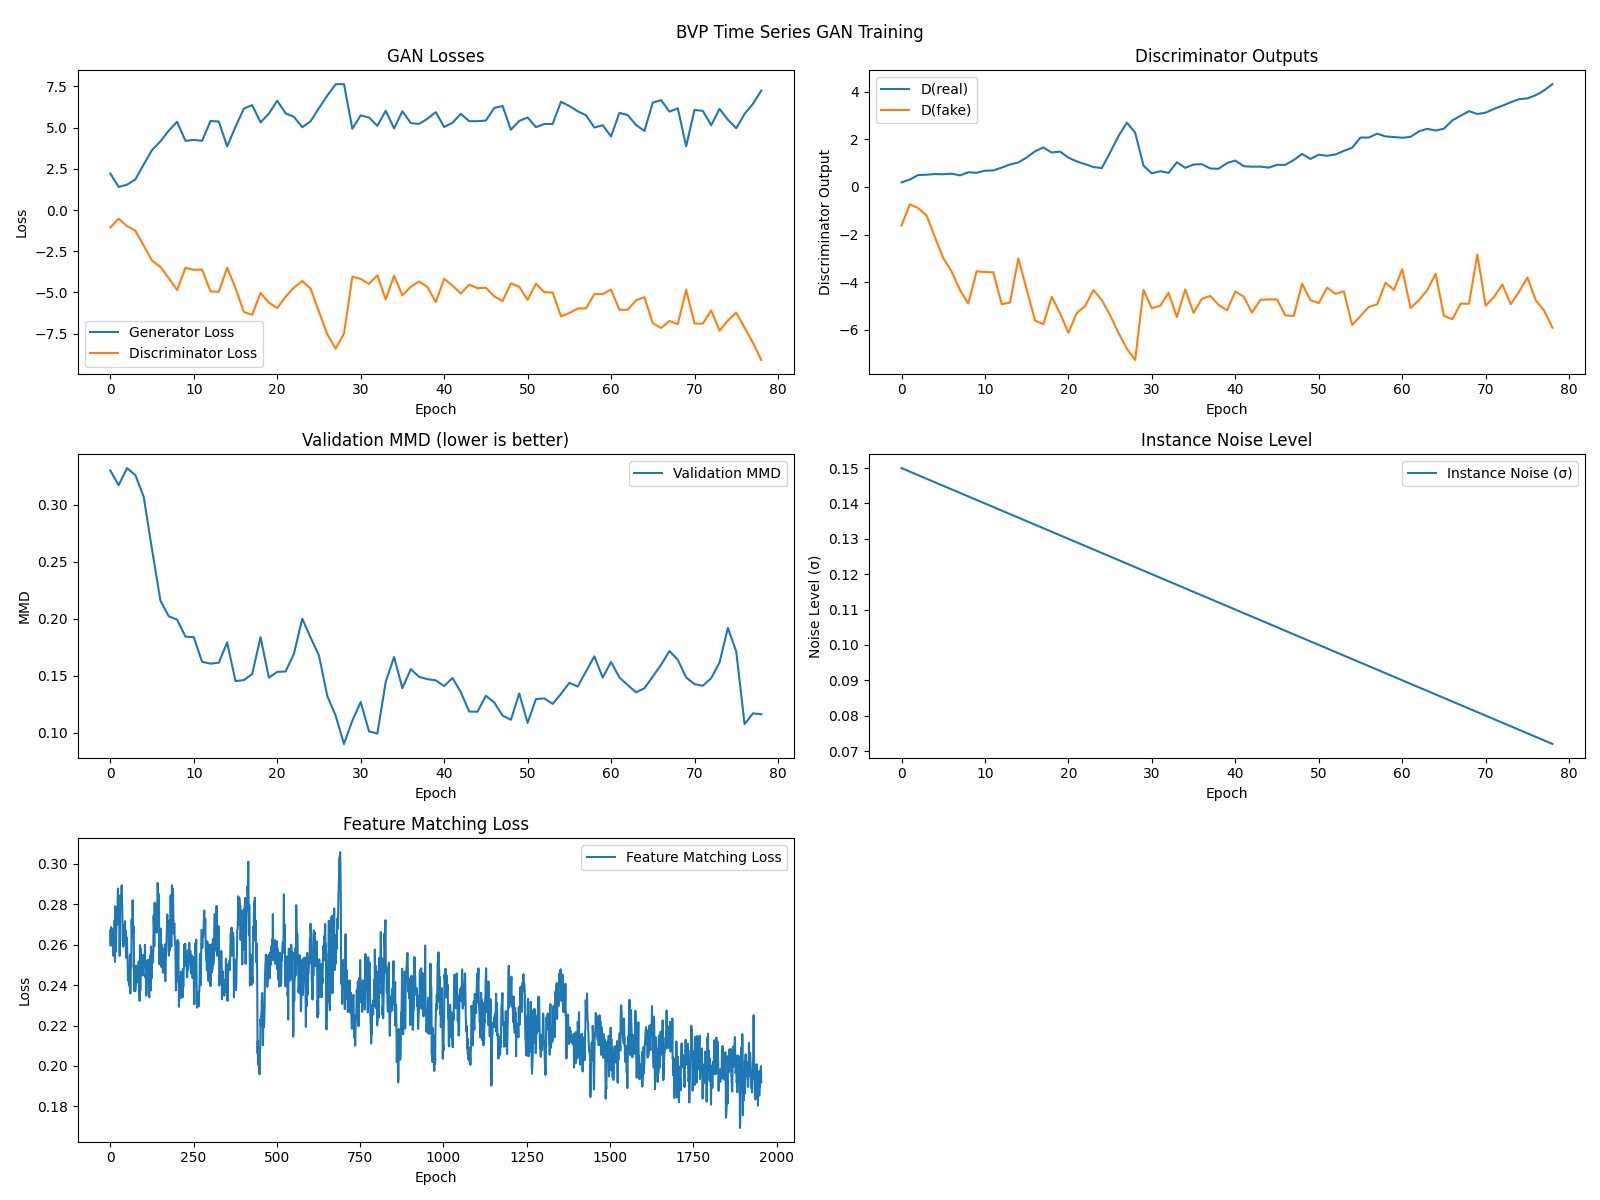 BVP Time Series GAN Training
GAN Losses
7.5
5.0
2.5
0.0
−2.5
−5.0
−7.5
Loss
Generator Loss
Discriminator Loss
0 10 20 30 40 50 60 70 80
Epoch
Discriminator Outputs
4
2
0
−2
−4
−6
Discriminator Output
D(real)
D(fake)
0 10 20 30 40 50 60 70 80
Epoch
Validation MMD (lower is better)
0.30
0.25
0.20
0.15
0.10
MMD
Validation MMD
0 10 20 30 40 50 60 70 80
Epoch
Instance Noise Level
0.15
0.14
0.13
0.12
0.11
0.10
0.09
0.08
0.07
Noise Level (σ)
Instance Noise (σ)
0 10 20 30 40 50 60 70 80
Epoch
Feature Matching Loss
0.30
0.28
0.26
0.24
0.22
0.20
0.18
Loss
Feature Matching Loss
0 250 500 750 1000 1250 1500 1750 2000
Epoch